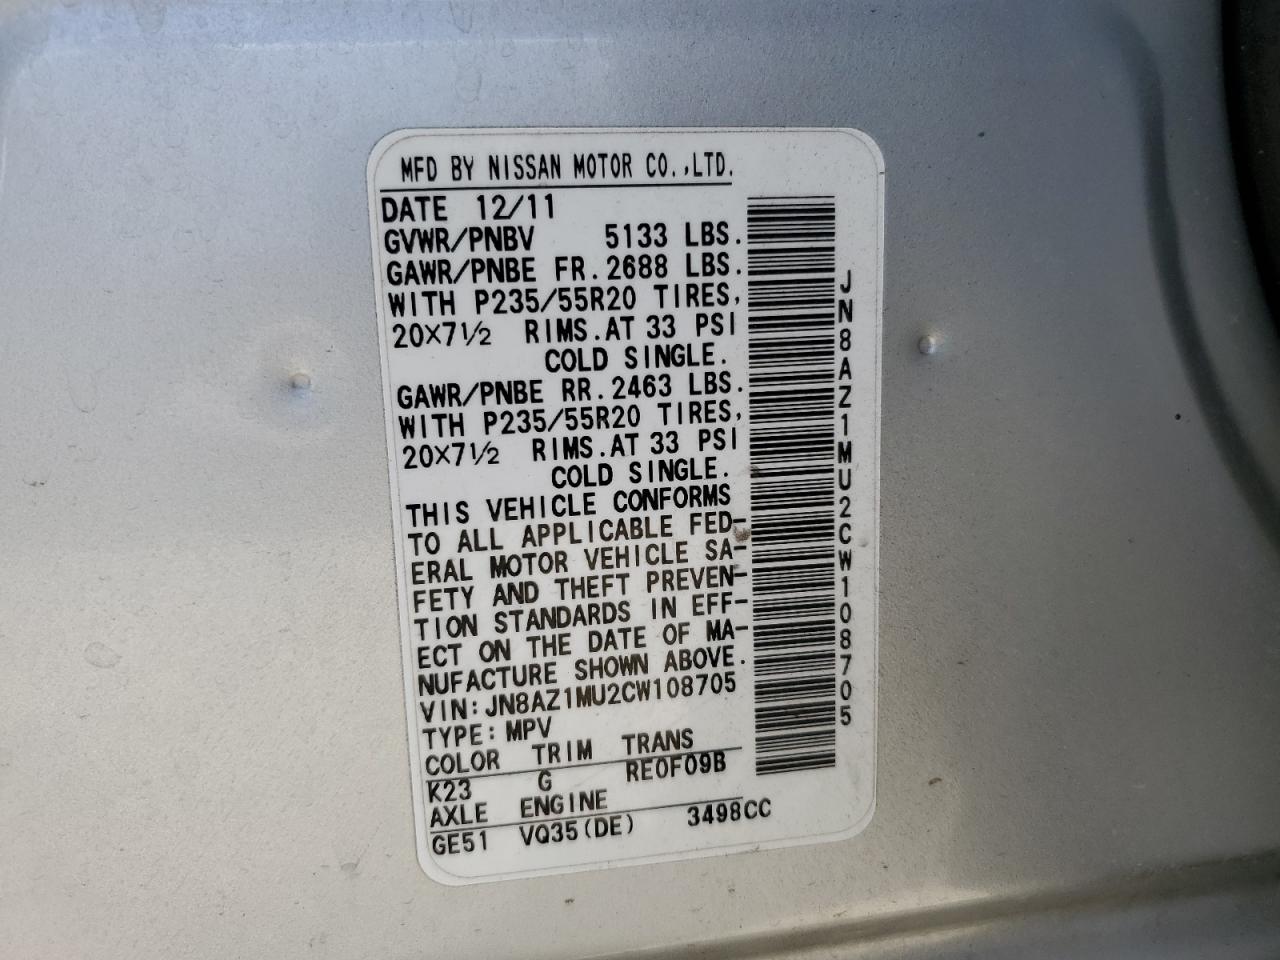 MFD BY NISSAN MOTOR CO.,LTD.
DATE 12/11
GVWR/PNBV 5133 LBS.
GAWR/PNBE FR.2688 LBS.
WITH P235/55R20 TIRES,
20X7½ RIMS.AT 33 PSI
COLD SINGLE.
GAWR/PNBE RR.2463 LBS.
WITH P235/55R20 TIRES,
20X7½ RIMS.AT 33 PSI
COLD SINGLE.
THIS VEHICLE CONFORMS
TO ALL APPLICABLE FED-
ERAL MOTOR VEHICLE SA-
FETY AND THEFT PREVEN-
TION STANDARDS IN EFF-
ECT ON THE DATE OF MA-
NUFACTURE SHOWN ABOVE.
VIN:JN8AZ1MU2CW108705
TYPE:MPV
COLOR TRIM TRANS
K23 G RE0F09B
AXLE ENGINE
GE51 VQ35(DE) 3498CC
JN8AZ1MU2CW108705